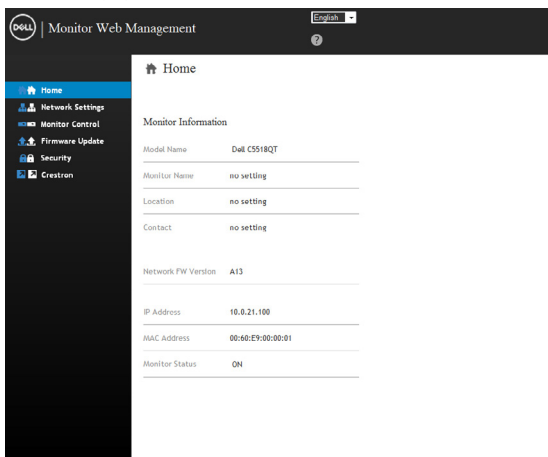 DELL | Monitor Web Management
English
?
Home
Home
Network Settings
Monitor Control
Firmware Update
Security
Crestron
Monitor Information
Model Name Dell C5518QT
Monitor Name no setting
Location no setting
Contact no setting
Network FW Version A13
IP Address 10.0.21.100
MAC Address 00:60:E9:00:00:01
Monitor Status ON